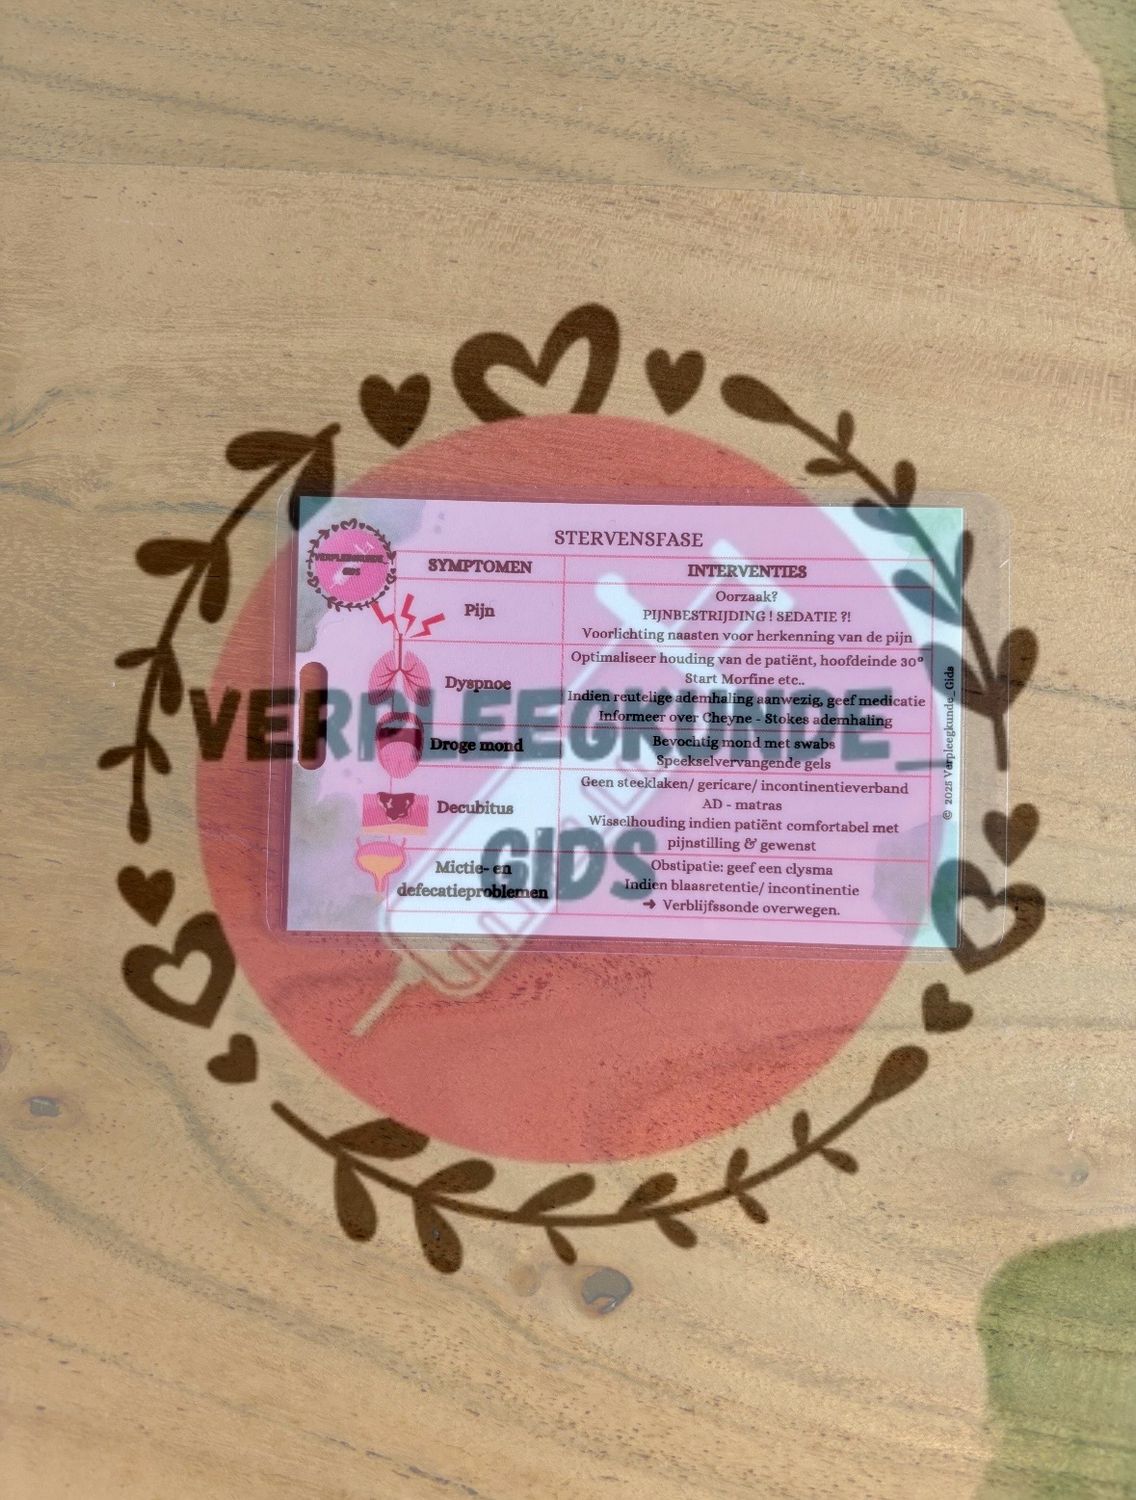 VERPLEEGKUNDE_
GIDS
STERVENSFASE
VERPLEEGKUNDE_
GIDS
SYMPTOMEN
INTERVENTIES
Pijn
Oorzaak?
PIJNBESTRIJDING ! SEDATIE ?!
Voorlichting naasten voor herkenning van de pijn
Dyspnoe
Optimaliseer houding van de patiënt, hoofdeinde 30°
Start Morfine etc..
Indien reutelige ademhaling aanwezig, geef medicatie
Informeer over Cheyne - Stokes ademhaling
Droge mond
Bevochtig mond met swabs
Speekselvervangende gels
Decubitus
Geen steeklaken/ gericare/ incontinentieverband
AD - matras
Wisselhouding indien patiënt comfortabel met
pijnstilling & gewenst
Mictie- en
defecatieproblemen
Obstipatie: geef een clysma
Indien blaasretentie/ incontinentie
➜ Verblijfssonde overwegen.
© 2025 Verpleegkunde_Gids